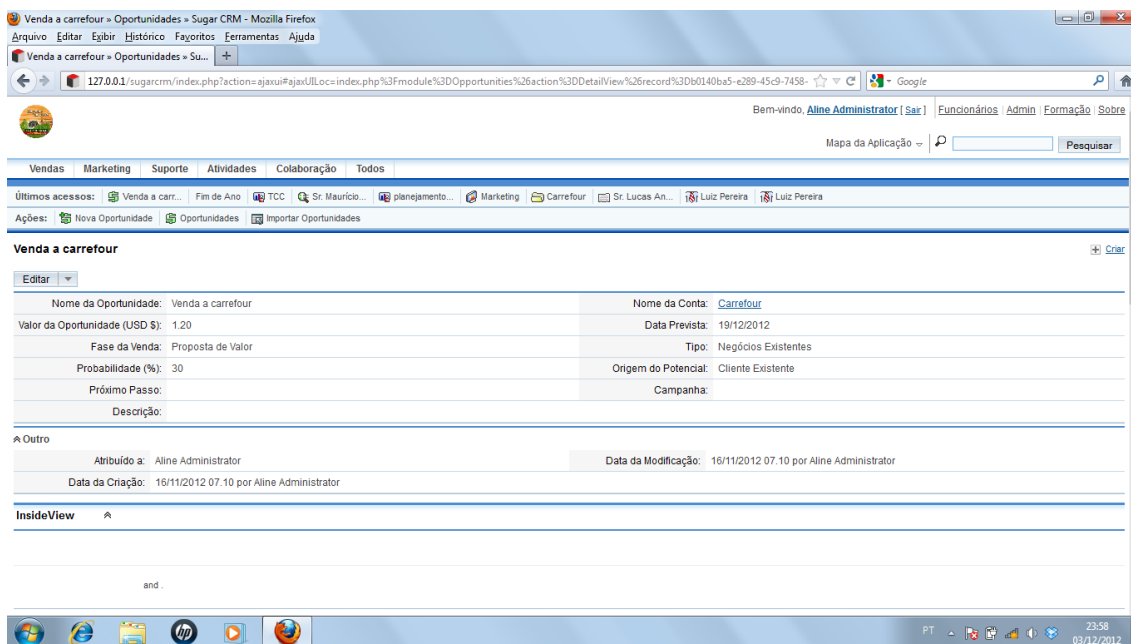 Venda a carrefour » Oportunidades » Sugar CRM - Mozilla Firefox
Arquivo Editar Exibir Histórico Favoritos Ferramentas Ajuda
Venda a carrefour » Oportunidades » Su...
127.0.0.1/sugarcrm/index.php?action=ajaxui#ajaxUILoc=index.php%3Fmodule%3DOpportunities%26action%3DDetailView%26record%3Db0140ba5-e289-45c9-7458- Google
Bem-vindo, Aline Administrator [ Sair ] Funcionários Admin Formação Sobre
Mapa da Aplicação Pesquisar
Vendas Marketing Suporte Atividades Colaboração Todos
Últimos acessos: Venda a carr... Fim de Ano TCC Sr. Maurício... planejamento... Marketing Carrefour Sr. Lucas An... Luiz Pereira Luiz Pereira
Ações: Nova Oportunidade Oportunidades Importar Oportunidades
Venda a carrefour Criar
Editar
Nome da Oportunidade: Venda a carrefour Nome da Conta: Carrefour
Valor da Oportunidade (USD $): 1.20 Data Prevista: 19/12/2012
Fase da Venda: Proposta de Valor Tipo: Negócios Existentes
Probabilidade (%): 30 Origem do Potencial: Cliente Existente
Próximo Passo: Campanha:
Descrição:
Outro
Atribuído a: Aline Administrator Data da Modificação: 16/11/2012 07.10 por Aline Administrator
Data da Criação: 16/11/2012 07.10 por Aline Administrator
InsideView
and .
hp PT 23:58
03/12/2012